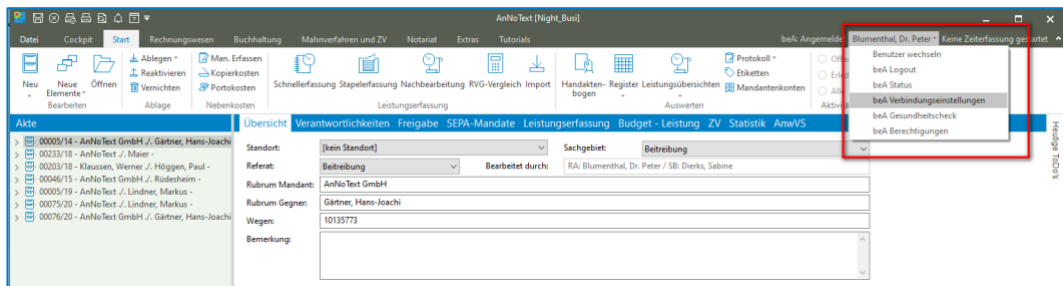 AnNoText [Night_Busi]
Datei Cockpit Start Rechnungswesen Buchhaltung Mahnverfahren und ZV Notariat Extras Tutorials beA: Angemeldet Blumenthal, Dr. Peter Keine Zeiterfassung gestartet
Neu
Neue Elemente
Öffnen
Bearbeiten
Ablegen
Reaktivieren
Vernichten
Ablage
Man. Erfassen
Kopierkosten
Portokosten
Nebenkosten
Schnellerfassung Stapelerfassung Nachbearbeitung RVG-Vergleich Import
Leistungserfassung
Handakten-
bogen
Register Leistungsübersichten
Protokoll
Etiketten
Mandantenkonten
Auswerten
Benutzer wechseln
beA Logout
beA Status
beA Verbindungseinstellungen
beA Gesundheitscheck
beA Berechtigungen
Akte
00005/14 - AnNoText GmbH ./. Gärtner, Hans-Joachi
00233/18 - AnNoText ./. Maier -
00203/18 - Klaussen, Werner ./. Höggen, Paul -
00046/15 - AnNoText GmbH ./. Rüdesheim -
00005/19 - AnNoText ./. Lindner, Markus -
00075/20 - AnNoText ./. Lindner, Markus -
00076/20 - AnNoText GmbH ./. Gärtner, Hans-Joachi
Übersicht Verantwortlichkeiten Freigabe SEPA-Mandate Leistungserfassung Budget - Leistung ZV Statistik AnwVS
Standort: [kein Standort] Sachgebiet: Beitreibung
Referat: Beitreibung Bearbeitet durch: RA: Blumenthal, Dr. Peter / SB: Dierks, Sabine
Rubrum Mandant: AnNoText GmbH
Rubrum Gegner: Gärtner, Hans-Joachi
Wegen: 10135773
Bemerkung:
Heutige ToDo's